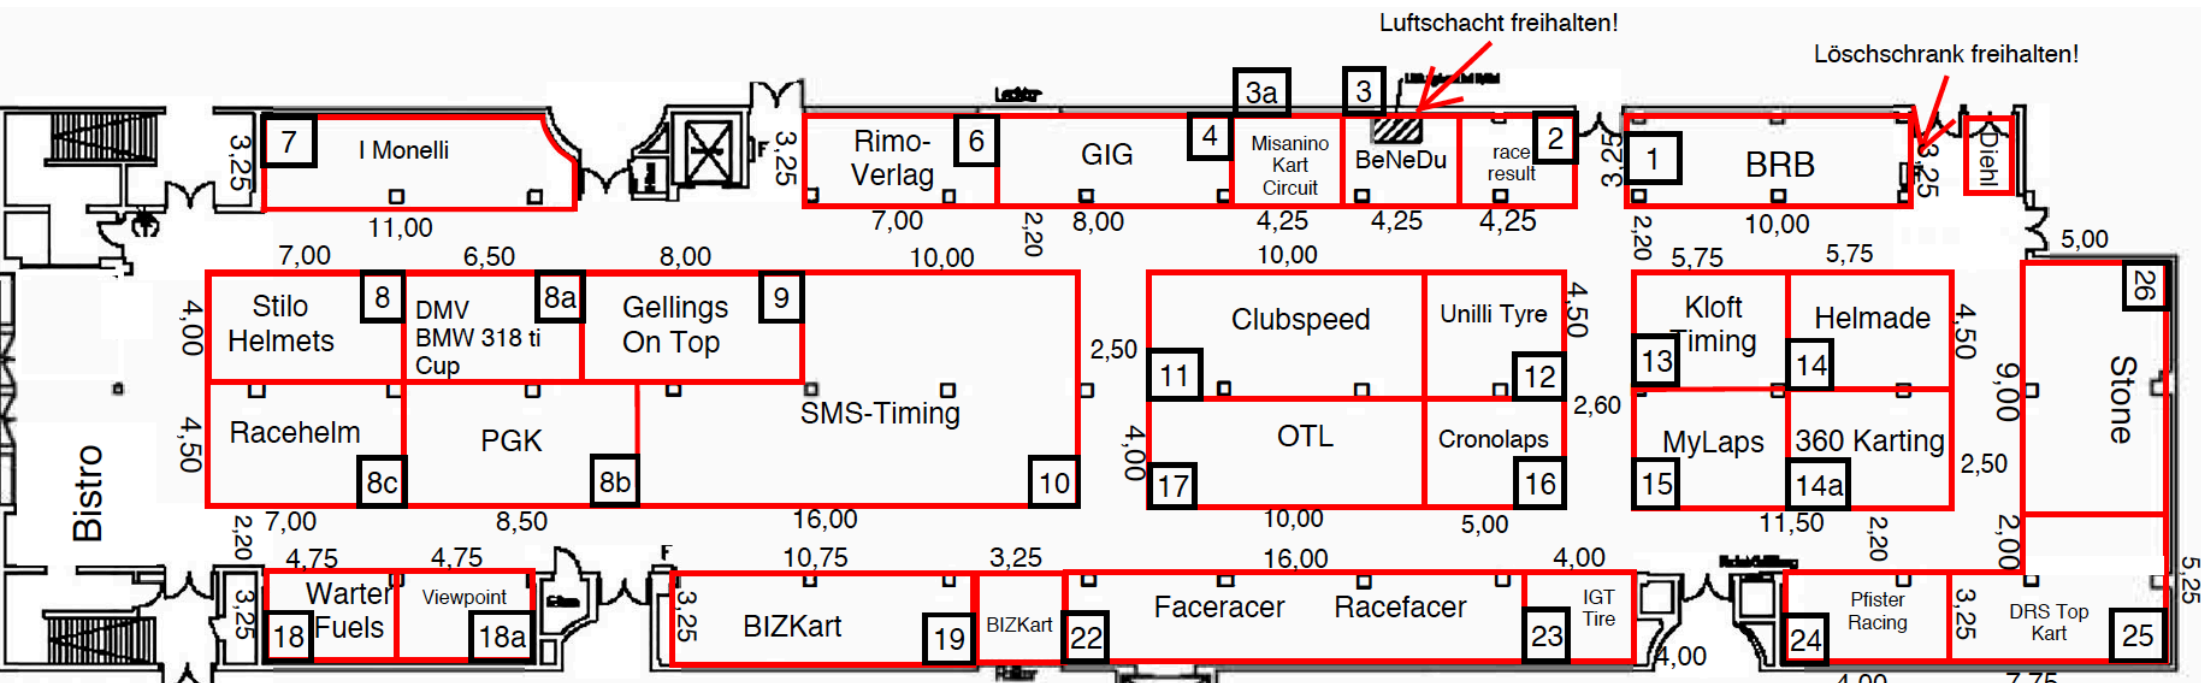 Luftschacht freihalten!
Löschschrank freihalten!
3a
3
7
I Monelli
3,25
11,00
F
3,25
Rimo-
Verlag
6
7,00
GIG
4
2,20
8,00
Misanino
Kart
Circuit
4,25
BeNeDu
4,25
race
result
2
4,25
3,25
1
BRB
3,25
2,20
10,00
Diehl
7,00
6,50
8,00
10,00
10,00
5,75
5,75
5,00
4,00
Stilo
Helmets
8
DMV
BMW 318 ti
Cup
8a
Gellings
On Top
9
SMS-Timing
10
2,50
Clubspeed
11
Unilli Tyre
12
4,50
Kloft
Timing
13
Helmade
14
4,50
26
Stone
9,00
4,50
Racehelm
8c
PGK
8b
4,00
OTL
17
Cronolaps
16
2,60
MyLaps
15
360 Karting
14a
2,50
Bistro
2,20
7,00
8,50
16,00
10,00
5,00
11,50
2,20
2,00
4,75
4,75
F
10,75
3,25
16,00
4,00
5,25
3,25
Warter
Fuels
18
Viewpoint
18a
3,25
BIZKart
19
BIZKart
22
Faceracer
Racefacer
23
IGT
Tire
4,00
24
Pfister
Racing
3,25
DRS Top
Kart
25
4,00
7,75